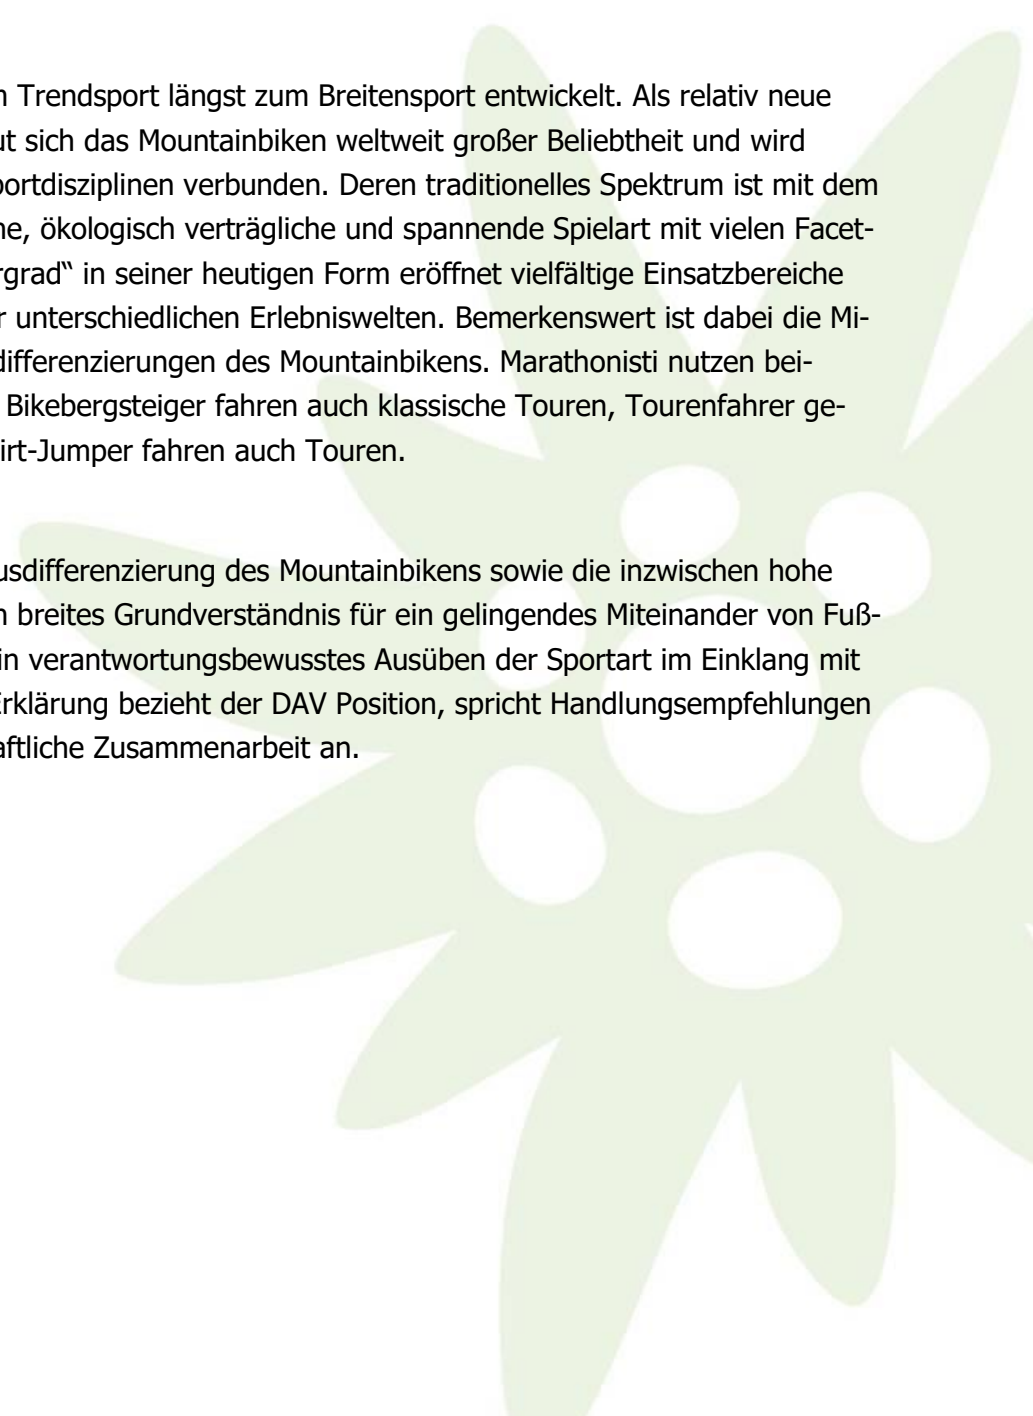 n Trendsport längst zum Breitensport entwickelt. Als relativ neue
ut sich das Mountainbiken weltweit großer Beliebtheit und wird
portdisziplinen verbunden. Deren traditionelles Spektrum ist mit dem
ne, ökologisch verträgliche und spannende Spielart mit vielen Facet-
rgrad“ in seiner heutigen Form eröffnet vielfältige Einsatzbereiche
r unterschiedlichen Erlebniswelten. Bemerkenswert ist dabei die Mi-
differenzierungen des Mountainbikens. Marathonisti nutzen bei-
Bikebergsteiger fahren auch klassische Touren, Tourenfahrer ge-
irt-Jumper fahren auch Touren.
usdifferenzierung des Mountainbikens sowie die inzwischen hohe
n breites Grundverständnis für ein gelingendes Miteinander von Fuß-
in verantwortungsbewusstes Ausüben der Sportart im Einklang mit
Erklärung bezieht der DAV Position, spricht Handlungsempfehlungen
aftliche Zusammenarbeit an.